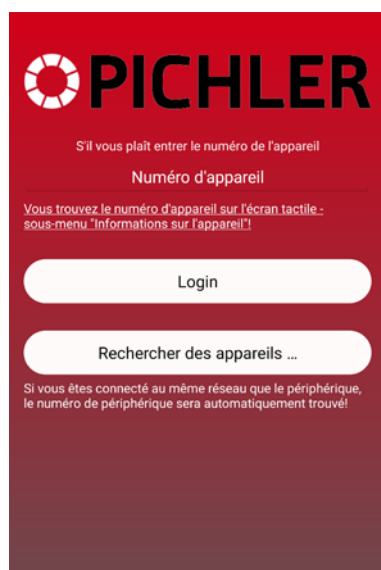 PICHLER
S'il vous plaît entrer le numéro de l'appareil
Numéro d'appareil
Vous trouvez le numéro d'appareil sur l'écran tactile -
sous-menu "Informations sur l'appareil"!
Login
Rechercher des appareils ...
Si vous êtes connecté au même réseau que le périphérique,
le numéro de périphérique sera automatiquement trouvé!